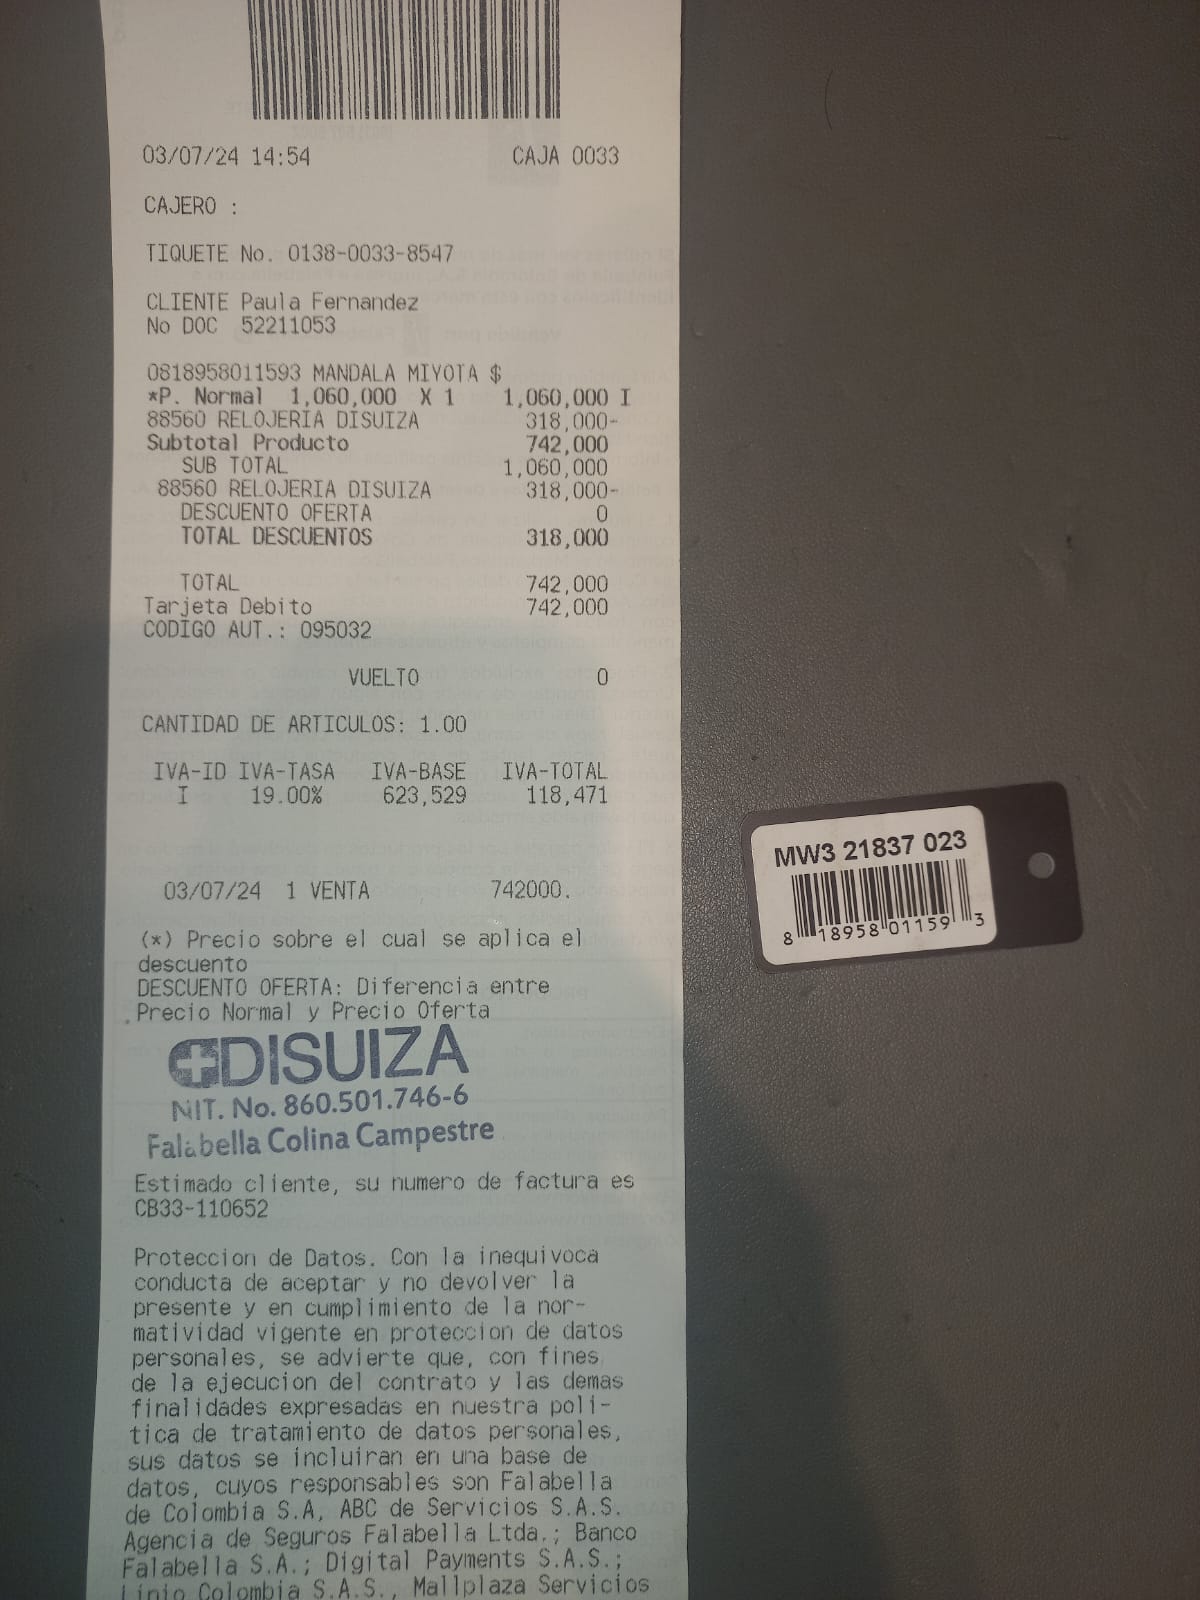 03/07/24 14:54 CAJA 0033
CAJERO :
TIQUETE No. 0138-0033-8547
CLIENTE Paula Fernandez
No DOC 52211053
0818958011593 MANDALA MIYOTA $
*P. Normal 1,060,000 X 1 1,060,000 I
88560 RELOJERIA DISUIZA 318,000-
Subtotal Producto 742,000
SUB TOTAL 1,060,000
88560 RELOJERIA DISUIZA 318,000-
DESCUENTO OFERTA 0
TOTAL DESCUENTOS 318,000
TOTAL 742,000
Tarjeta Debito 742,000
CODIGO AUT.: 095032
VUELTO 0
CANTIDAD DE ARTICULOS: 1.00
IVA-ID IVA-TASA IVA-BASE IVA-TOTAL
I 19.00% 623,529 118,471
03/07/24 1 VENTA 742000.
(*) Precio sobre el cual se aplica el
descuento
DESCUENTO OFERTA: Diferencia entre
Precio Normal y Precio Oferta
DISUIZA
NIT. No. 860.501.746-6
Falabella Colina Campestre
Estimado cliente, su numero de factura es
CB33-110652
Proteccion de Datos. Con la inequivoca
conducta de aceptar y no devolver la
presente y en cumplimiento de la nor-
matividad vigente en proteccion de datos
personales, se advierte que, con fines
de la ejecucion del contrato y las demas
finalidades expresadas en nuestra poli-
tica de tratamiento de datos personales,
sus datos se incluiran en una base de
datos, cuyos responsables son Falabella
de Colombia S.A, ABC de Servicios S.A.S.
Agencia de Seguros Falabella Ltda.; Banco
Falabella S.A.; Digital Payments S.A.S.;
Linio Colombia S.A.S., Mallplaza Servicios
MW3 21837 023
8 18958 01159 3